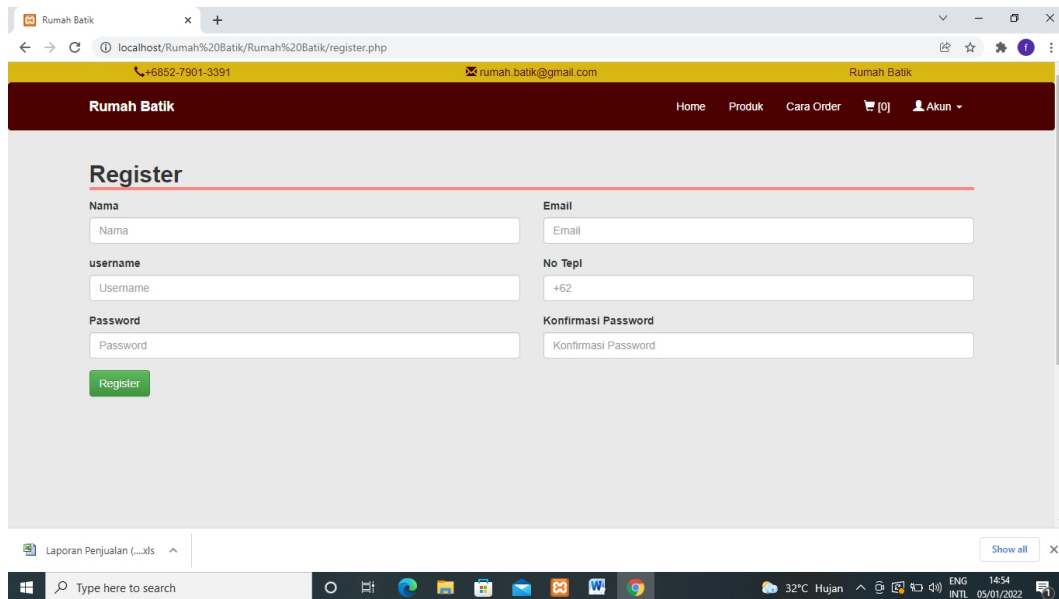 Rumah Batik
localhost/Rumah%20Batik/Rumah%20Batik/register.php
f
+6852-7901-3391 rumah.batik@gmail.com Rumah Batik
Rumah Batik Home Produk Cara Order [0] Akun
Register
Nama Email
Nama Email
username No Tepl
Username +62
Password Konfirmasi Password
Password Konfirmasi Password
Register
Laporan Penjualan (....xls Show all
Type here to search 32°C Hujan ENG 14:54
INTL 05/01/2022